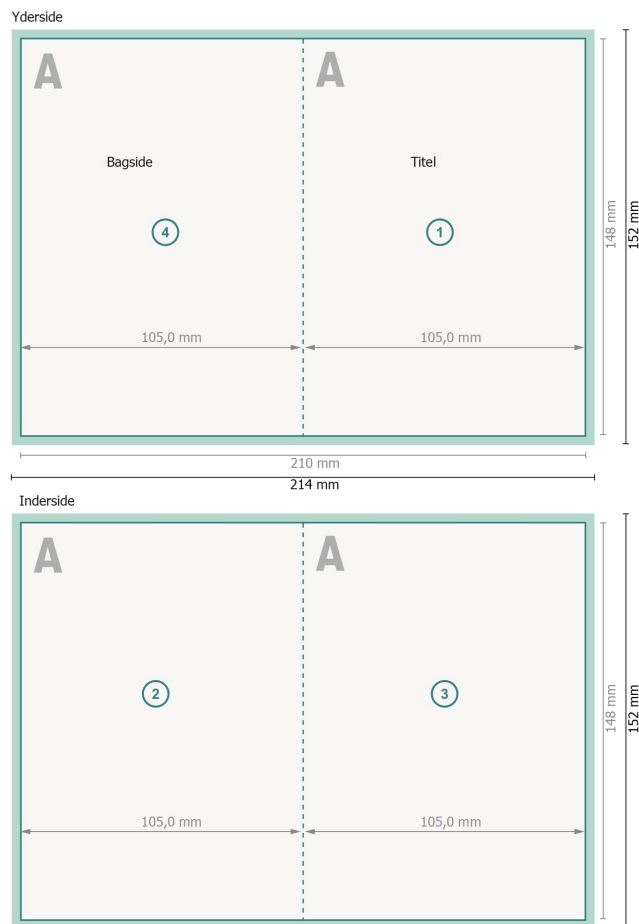 Yderside
A
A
Bagside
Titel
4
1
148 mm
152 mm
105,0 mm
105,0 mm
210 mm
214 mm
Inderside
A
A
2
3
148 mm
152 mm
105,0 mm
105,0 mm